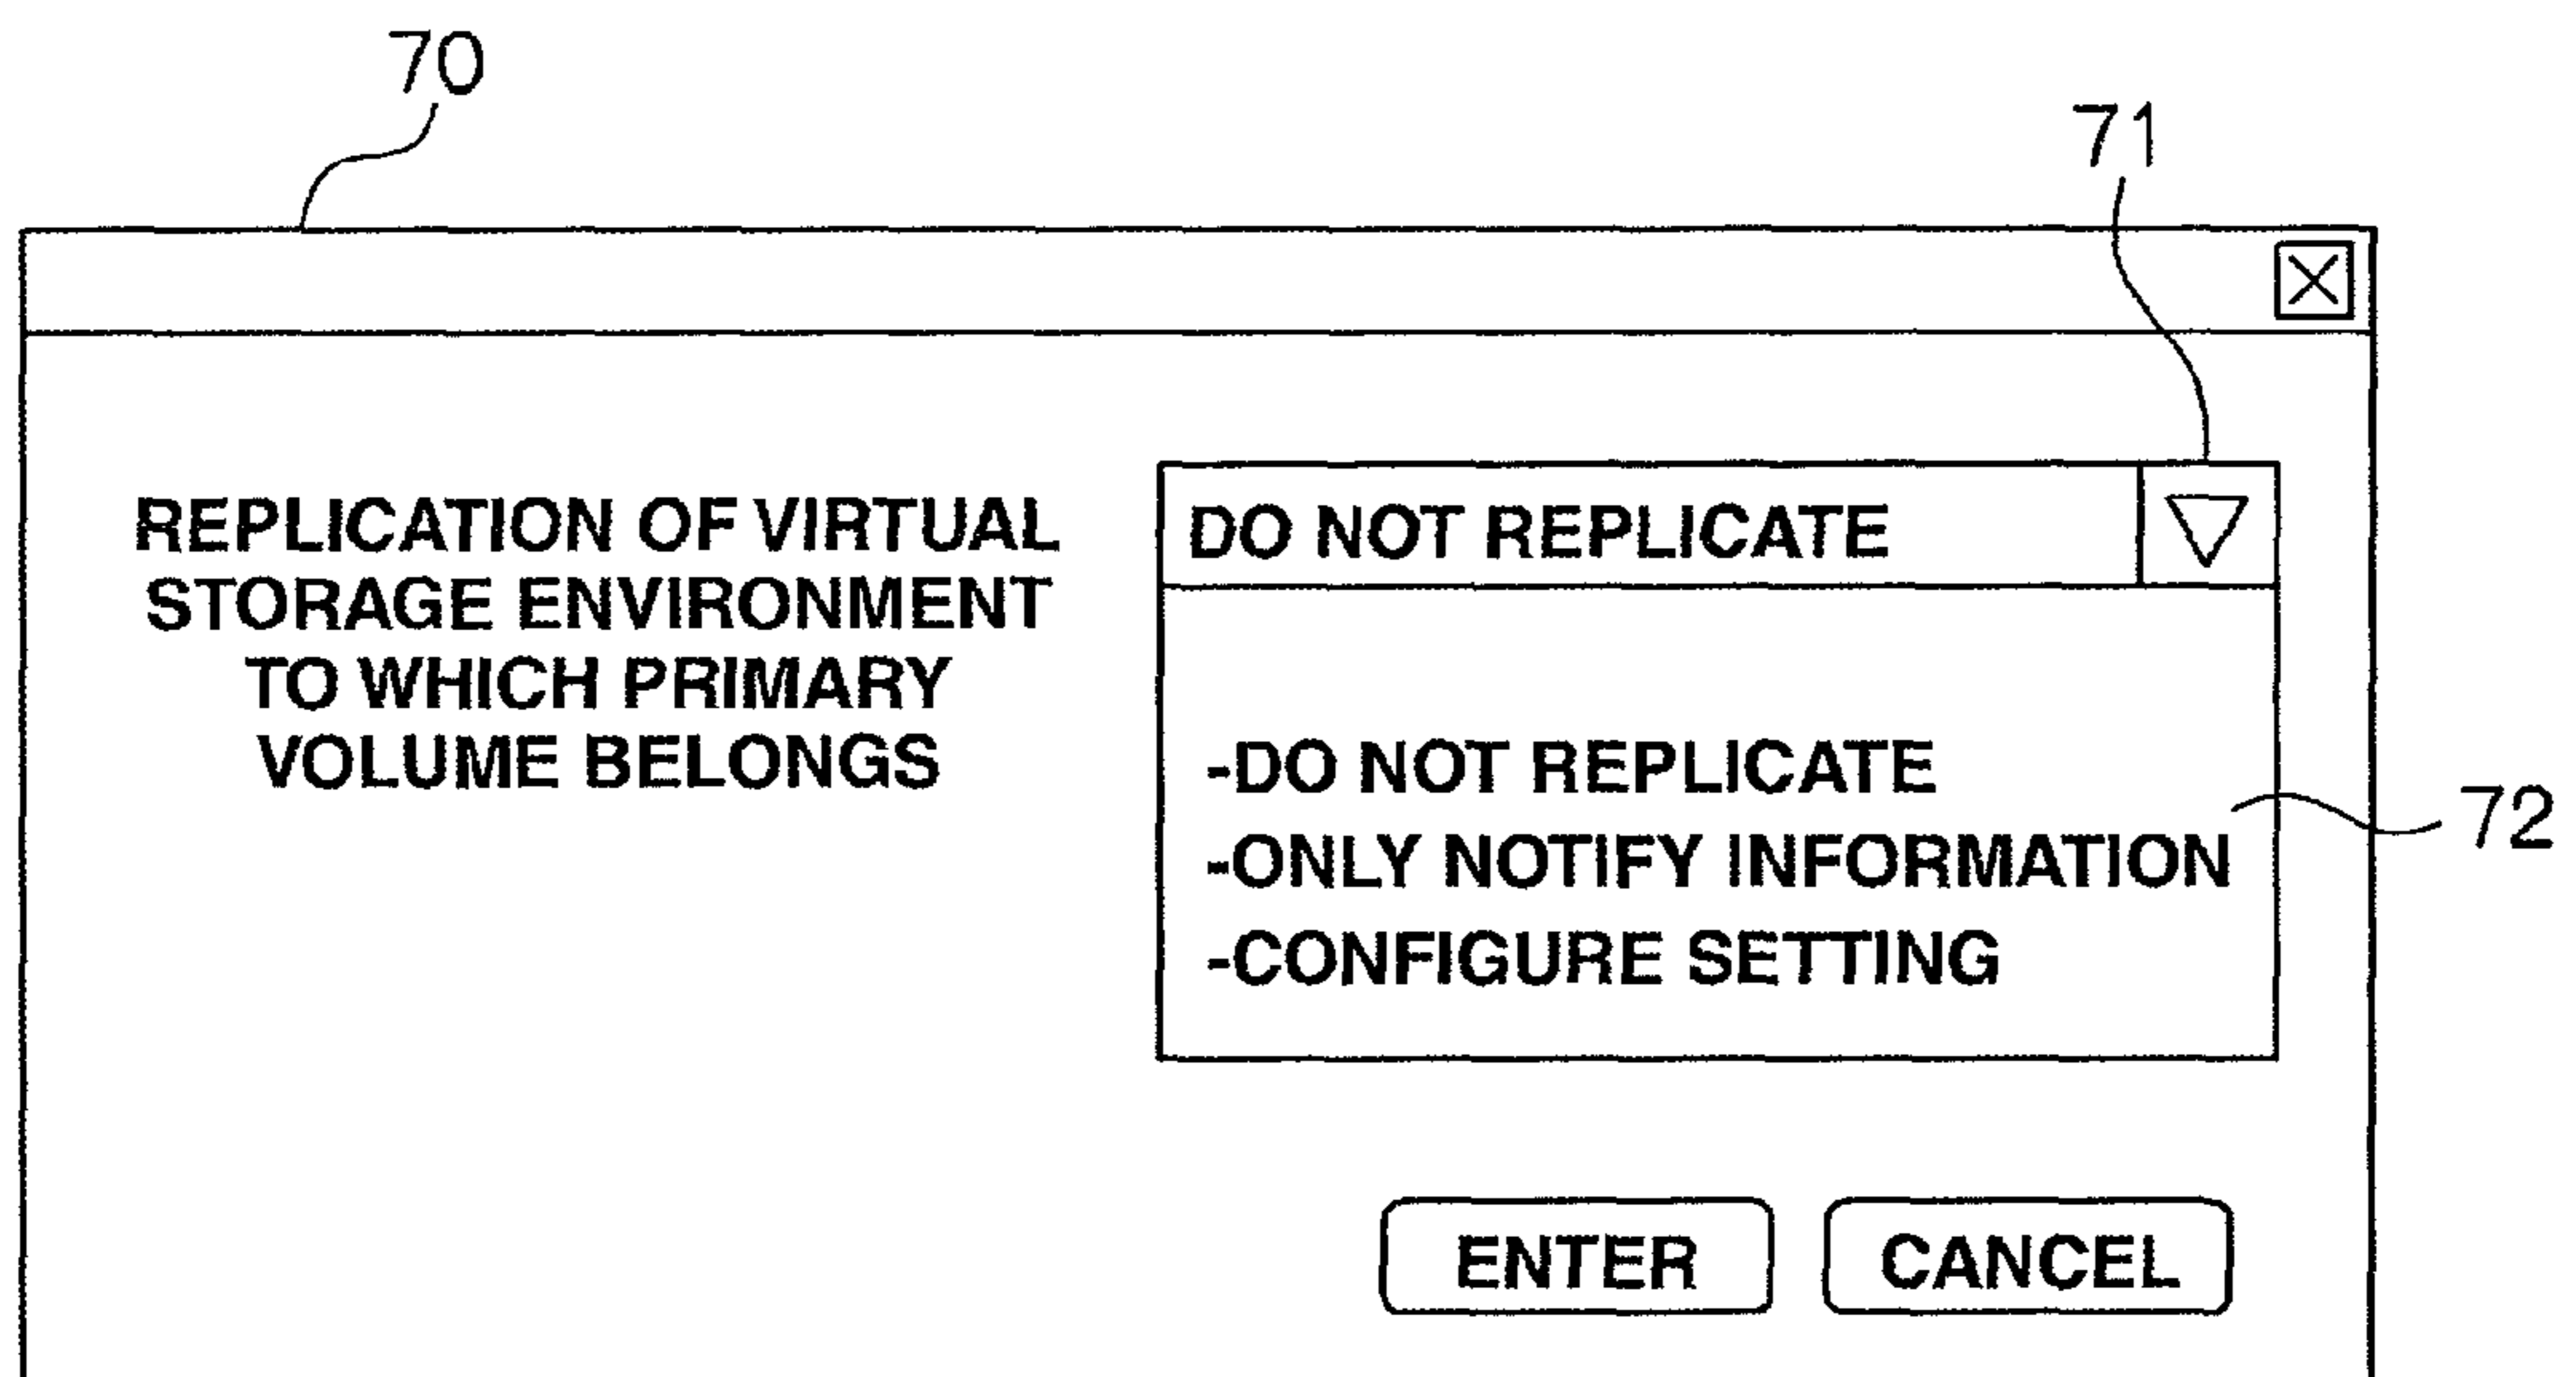 70
71
REPLICATION OF VIRTUAL
STORAGE ENVIRONMENT
TO WHICH PRIMARY
VOLUME BELONGS
DO NOT REPLICATE
-DO NOT REPLICATE
-ONLY NOTIFY INFORMATION
-CONFIGURE SETTING
72
ENTER
CANCEL